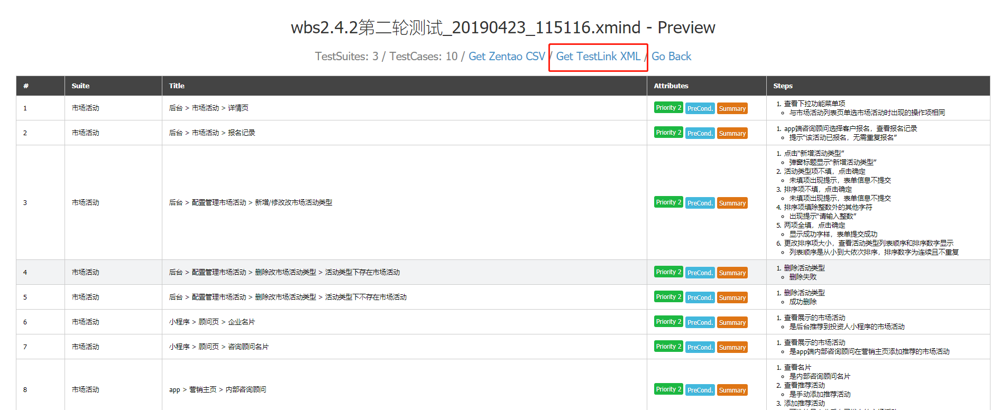 wbs2.4.2第二轮测试_20190423_115116.xmind - Preview
TestSuites: 3 / TestCases: 10 / Get Zentao CSV / Get TestLink XML / Go Back
# Suite Title Attributes Steps
1 市场活动 后台 > 市场活动 > 详情页 Priority 2 PreCond. Summary
1. 查看下拉功能菜单项
与市场活动列表页单选市场活动时出现的操作项相同
2 市场活动 后台 > 市场活动 > 报名记录 Priority 2 PreCond. Summary
1. app端咨询顾问选择客户报名，查看报名记录
提示“该活动已报名，无需重复报名”
3 市场活动 后台 > 配置管理市场活动 > 新增/修改改市场活动类型 Priority 2 PreCond. Summary
1. 点击“新增活动类型”
弹窗标题显示“新增活动类型”
2. 活动类型项不填，点击确定
未填项出现提示，表单信息不提交
3. 排序项不填，点击确定
未填项出现提示，表单信息不提交
4. 排序项填除整数外的其他字符
出现提示“请输入整数”
5. 两项全填，点击确定
显示成功字样，表单提交成功
6. 更改排序项大小，查看活动类型列表顺序和排序数字显示
列表顺序是从小到大依次排序，排序数字为连续且不重复
4 市场活动 后台 > 配置管理市场活动 > 删除改市场活动类型 > 活动类型下存在市场活动 Priority 2 PreCond. Summary
1. 删除活动类型
删除失败
5 市场活动 后台 > 配置管理市场活动 > 删除改市场活动类型 > 活动类型下不存在市场活动 Priority 2 PreCond. Summary
1. 删除活动类型
成功删除
6 市场活动 小程序 > 顾问页 > 企业名片 Priority 2 PreCond. Summary
1. 查看展示的市场活动
是后台推荐到投资人小程序的市场活动
7 市场活动 小程序 > 顾问页 > 咨询顾问名片 Priority 2 PreCond. Summary
1. 查看展示的市场活动
是app端内部咨询顾问在营销主页添加推荐的市场活动
8 市场活动 app > 营销主页 > 内部咨询顾问 Priority 2 PreCond. Summary
1. 查看名片
是内部咨询顾问名片
2. 查看推荐活动
是手动添加推荐活动
3. 添加推荐活动